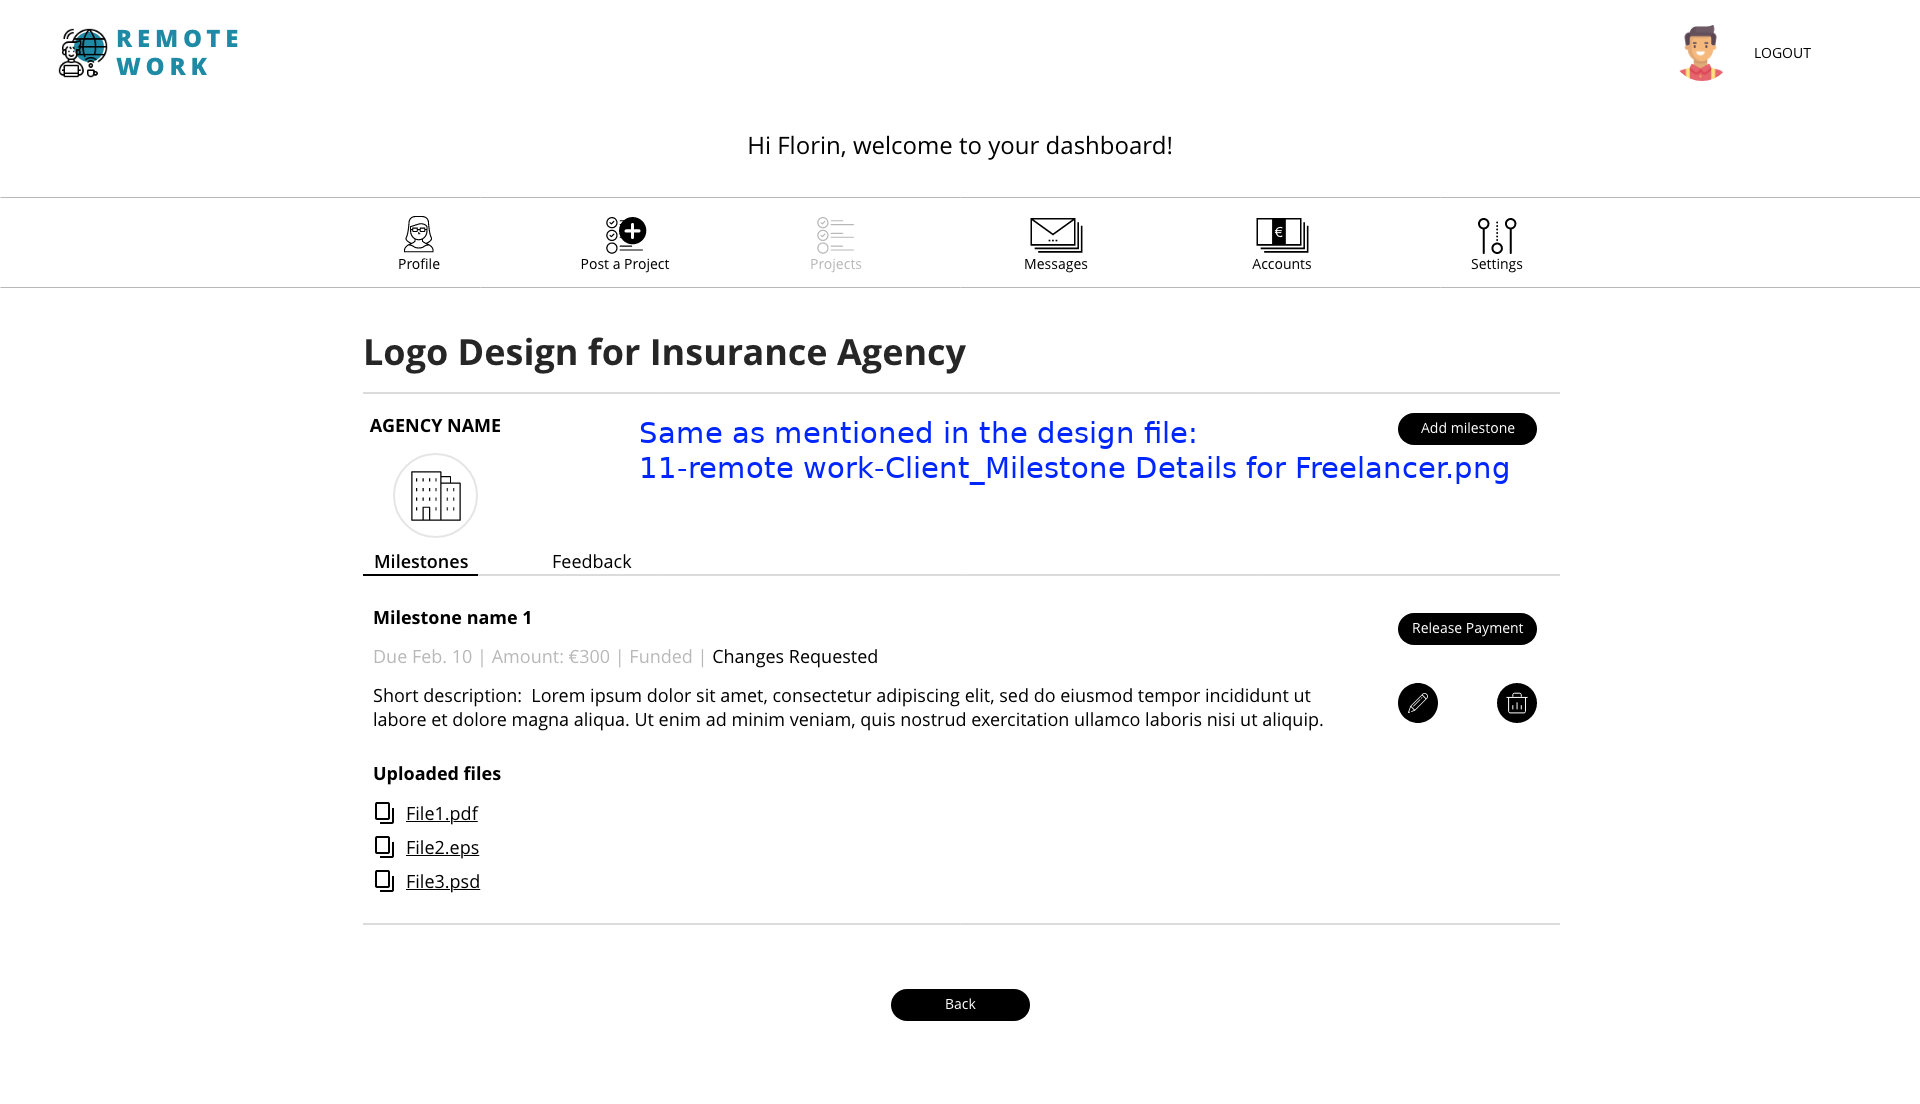 REMOTE
WORK
LOGOUT
Hi Florin, welcome to your dashboard!
Profile
Post a Project
Projects
Messages
€
Accounts
Settings
Logo Design for Insurance Agency
AGENCY NAME
Same as mentioned in the design file:
11-remote work-Client_Milestone Details for Freelancer.png
Add milestone
Milestones
Feedback
Milestone name 1
Release Payment
Due Feb. 10 | Amount: €300 | Funded | Changes Requested
Short description:  Lorem ipsum dolor sit amet, consectetur adipiscing elit, sed do eiusmod tempor incididunt ut
labore et dolore magna aliqua. Ut enim ad minim veniam, quis nostrud exercitation ullamco laboris nisi ut aliquip.
Uploaded files
File1.pdf
File2.eps
File3.psd
Back